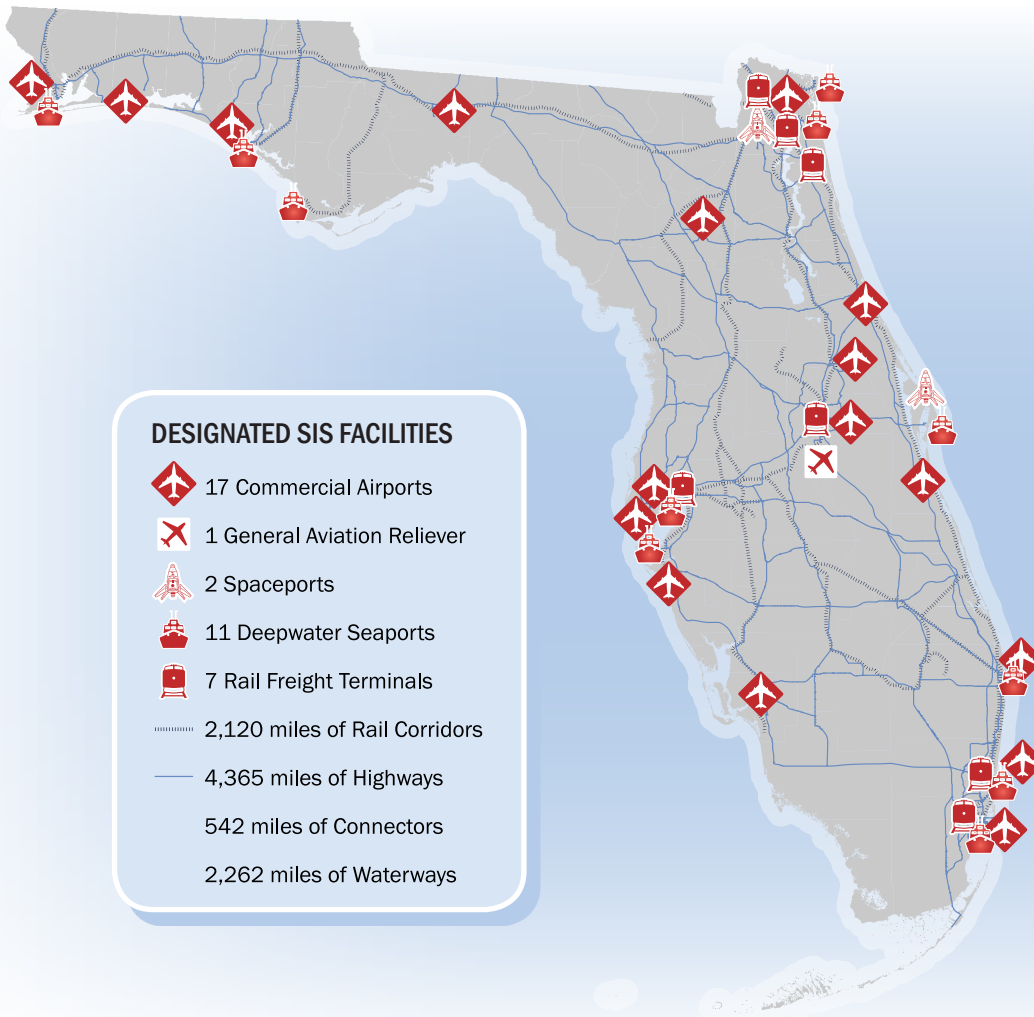 DESIGNATED SIS FACILITIES
17 Commercial Airports
1 General Aviation Reliever
2 Spaceports
11 Deepwater Seaports
7 Rail Freight Terminals
2,120 miles of Rail Corridors
4,365 miles of Highways
542 miles of Connectors
2,262 miles of Waterways